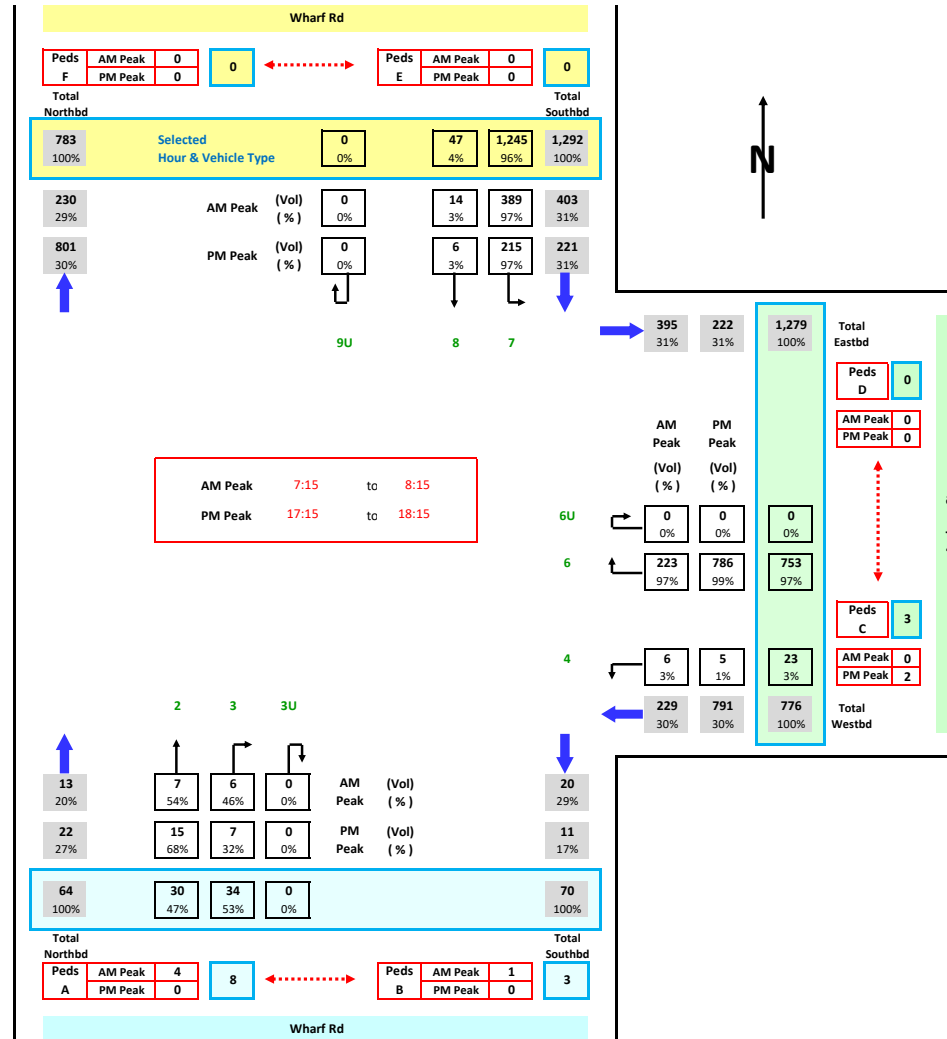 Wharf Rd
Peds AM Peak 0 0 Peds AM Peak 0 0
F PM Peak 0 E PM Peak 0
Total Total
Northbd Southbd
783 Selected 0 47 1,245 1,292
100% Hour & Vehicle Type 0% 4% 96% 100%
230 AM Peak (Vol) 0 14 389 403
29% ( % ) 0% 3% 97% 31%
801 PM Peak (Vol) 0 6 215 221
30% ( % ) 0% 3% 97% 31%
N
9U 8 7
395 222 1,279 Total
31% 31% 100% Eastbd
Peds 0
D
AM Peak 0
PM Peak 0
AM PM
Peak Peak
(Vol) (Vol)
( % ) ( % )
AM Peak 7:15 to 8:15
PM Peak 17:15 to 18:15
6U 0 0 0
0% 0% 0%
6 223 786 753
97% 99% 97%
Peds 3
C
4 6 5 23 AM Peak 0
3% 1% 3% PM Peak 2
229 791 776 Total
30% 30% 100% Westbd
2 3 3U
13 7 6 0 AM (Vol) 20
20% 54% 46% 0% Peak ( % ) 29%
22 15 7 0 PM (Vol) 11
27% 68% 32% 0% Peak ( % ) 17%
64 30 34 0 70
100% 47% 53% 0% 100%
Total Total
Northbd Southbd
Peds AM Peak 4 8 Peds AM Peak 1 3
A PM Peak 0 B PM Peak 0
Wharf Rd